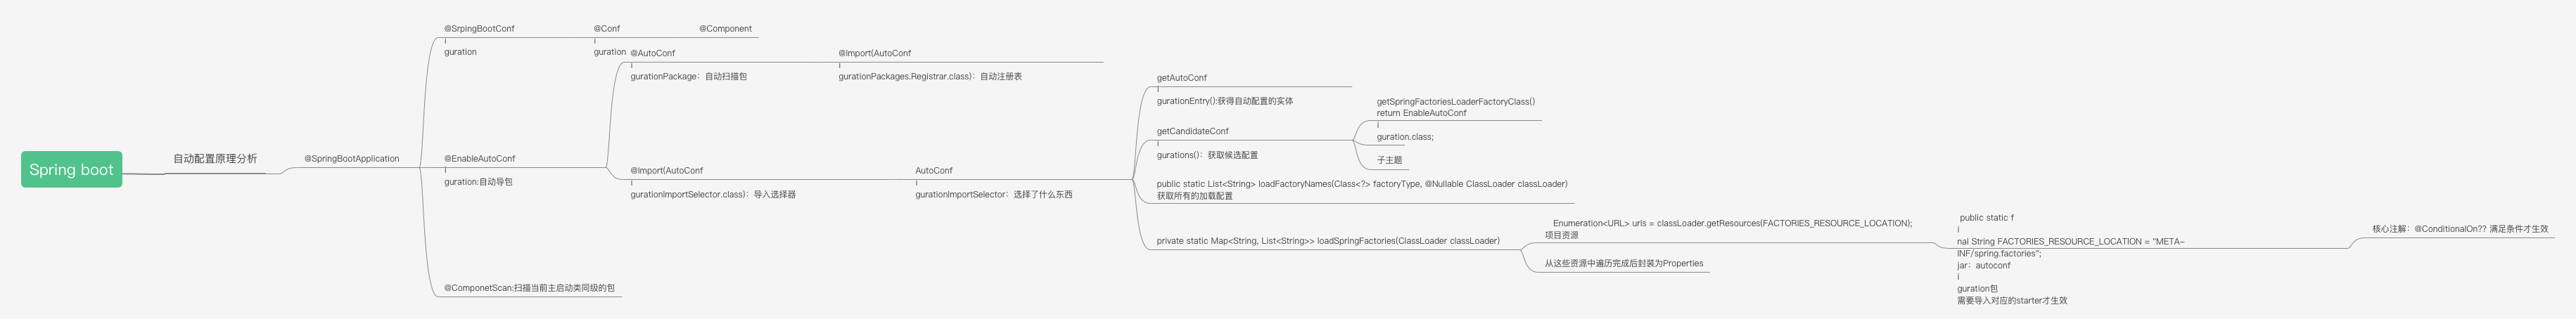 Spring boot
自动配置原理分析
@SpringBootApplication
@SrpingBootConf
i
guration
@Conf
i
guration
@Component
@EnableAutoConf
i
guration:自动导包
@AutoConf
i
gurationPackage：自动扫描包
@Import(AutoConf
i
gurationPackages.Registrar.class)：自动注册表
@Import(AutoConf
i
gurationImportSelector.class)：导入选择器
AutoConf
i
gurationImportSelector：选择了什么东西
getAutoConf
i
gurationEntry():获得自动配置的实体
getCandidateConf
i
gurations()：获取候选配置
getSpringFactoriesLoaderFactoryClass()
return EnableAutoConf
i
guration.class;
子主题
public static List<String> loadFactoryNames(Class<?> factoryType, @Nullable ClassLoader classLoader)
获取所有的加载配置
private static Map<String, List<String>> loadSpringFactories(ClassLoader classLoader)
Enumeration<URL> urls = classLoader.getResources(FACTORIES_RESOURCE_LOCATION);
项目资源
public static f
i
nal String FACTORIES_RESOURCE_LOCATION = "META-
INF/spring.factories";
jar：autoconf
i
guration包
需要导入对应的starter才生效
核心注解：@ConditionalOn?? 满足条件才生效
从这些资源中遍历完成后封装为Properties
@ComponetScan:扫描当前主启动类同级的包